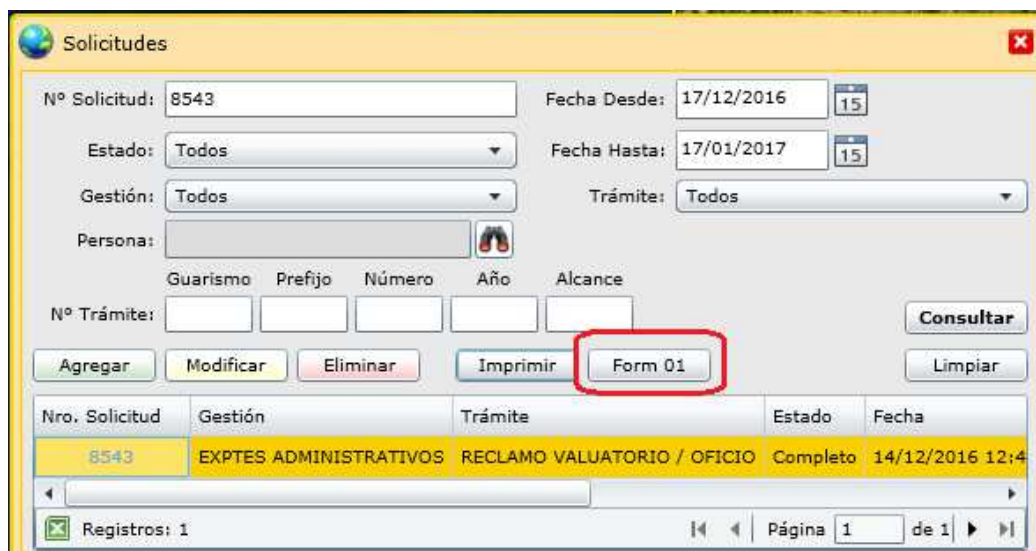 Solicitudes
Nº Solicitud: 8543 Fecha Desde: 17/12/2016 15
Estado: Todos Fecha Hasta: 17/01/2017 15
Gestión: Todos Trámite: Todos
Persona:
Guarismo Prefijo Número Año Alcance
Nº Trámite: Consultar
Agregar Modificar Eliminar Imprimir Form 01 Limpiar
Nro. Solicitud Gestión Trámite Estado Fecha
8543 EXPTES ADMINISTRATIVOS RECLAMO VALUATORIO / OFICIO Completo 14/12/2016 12:4
Registros: 1 Página 1 de 1